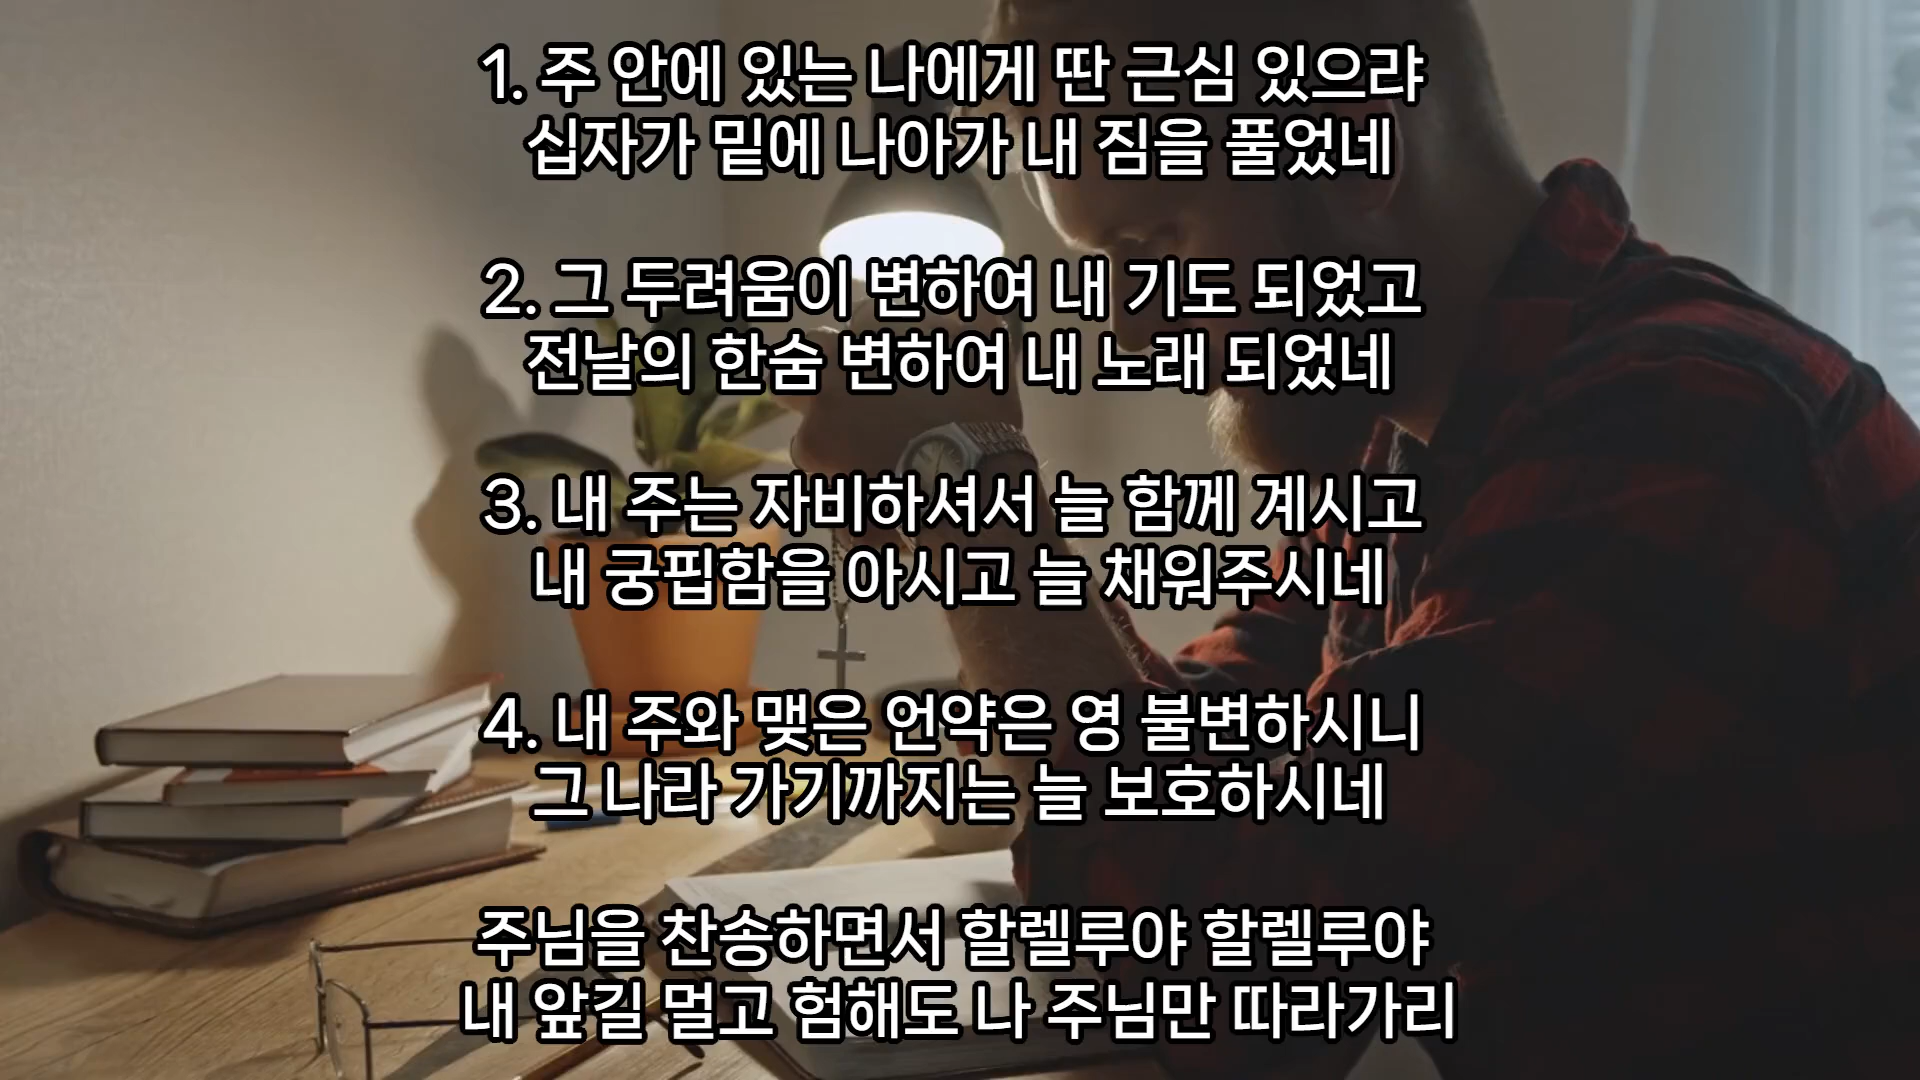 1. 주 안에 있는 나에게 딴 근심 있으랴
십자가 밑에 나아가 내 짐을 풀었네
2. 그 두려움이 변하여 내 기도 되었고
전날의 한숨 변하여 내 노래 되었네
3. 내 주는 자비하셔서 늘 함께 계시고
내 궁핍함을 아시고 늘 채워주시네
4. 내 주와 맺은 언약은 영 불변하시니
그 나라 가기까지는 늘 보호하시네
주님을 찬송하면서 할렐루야 할렐루야
내 앞길 멀고 험해도 나 주님만 따라가리